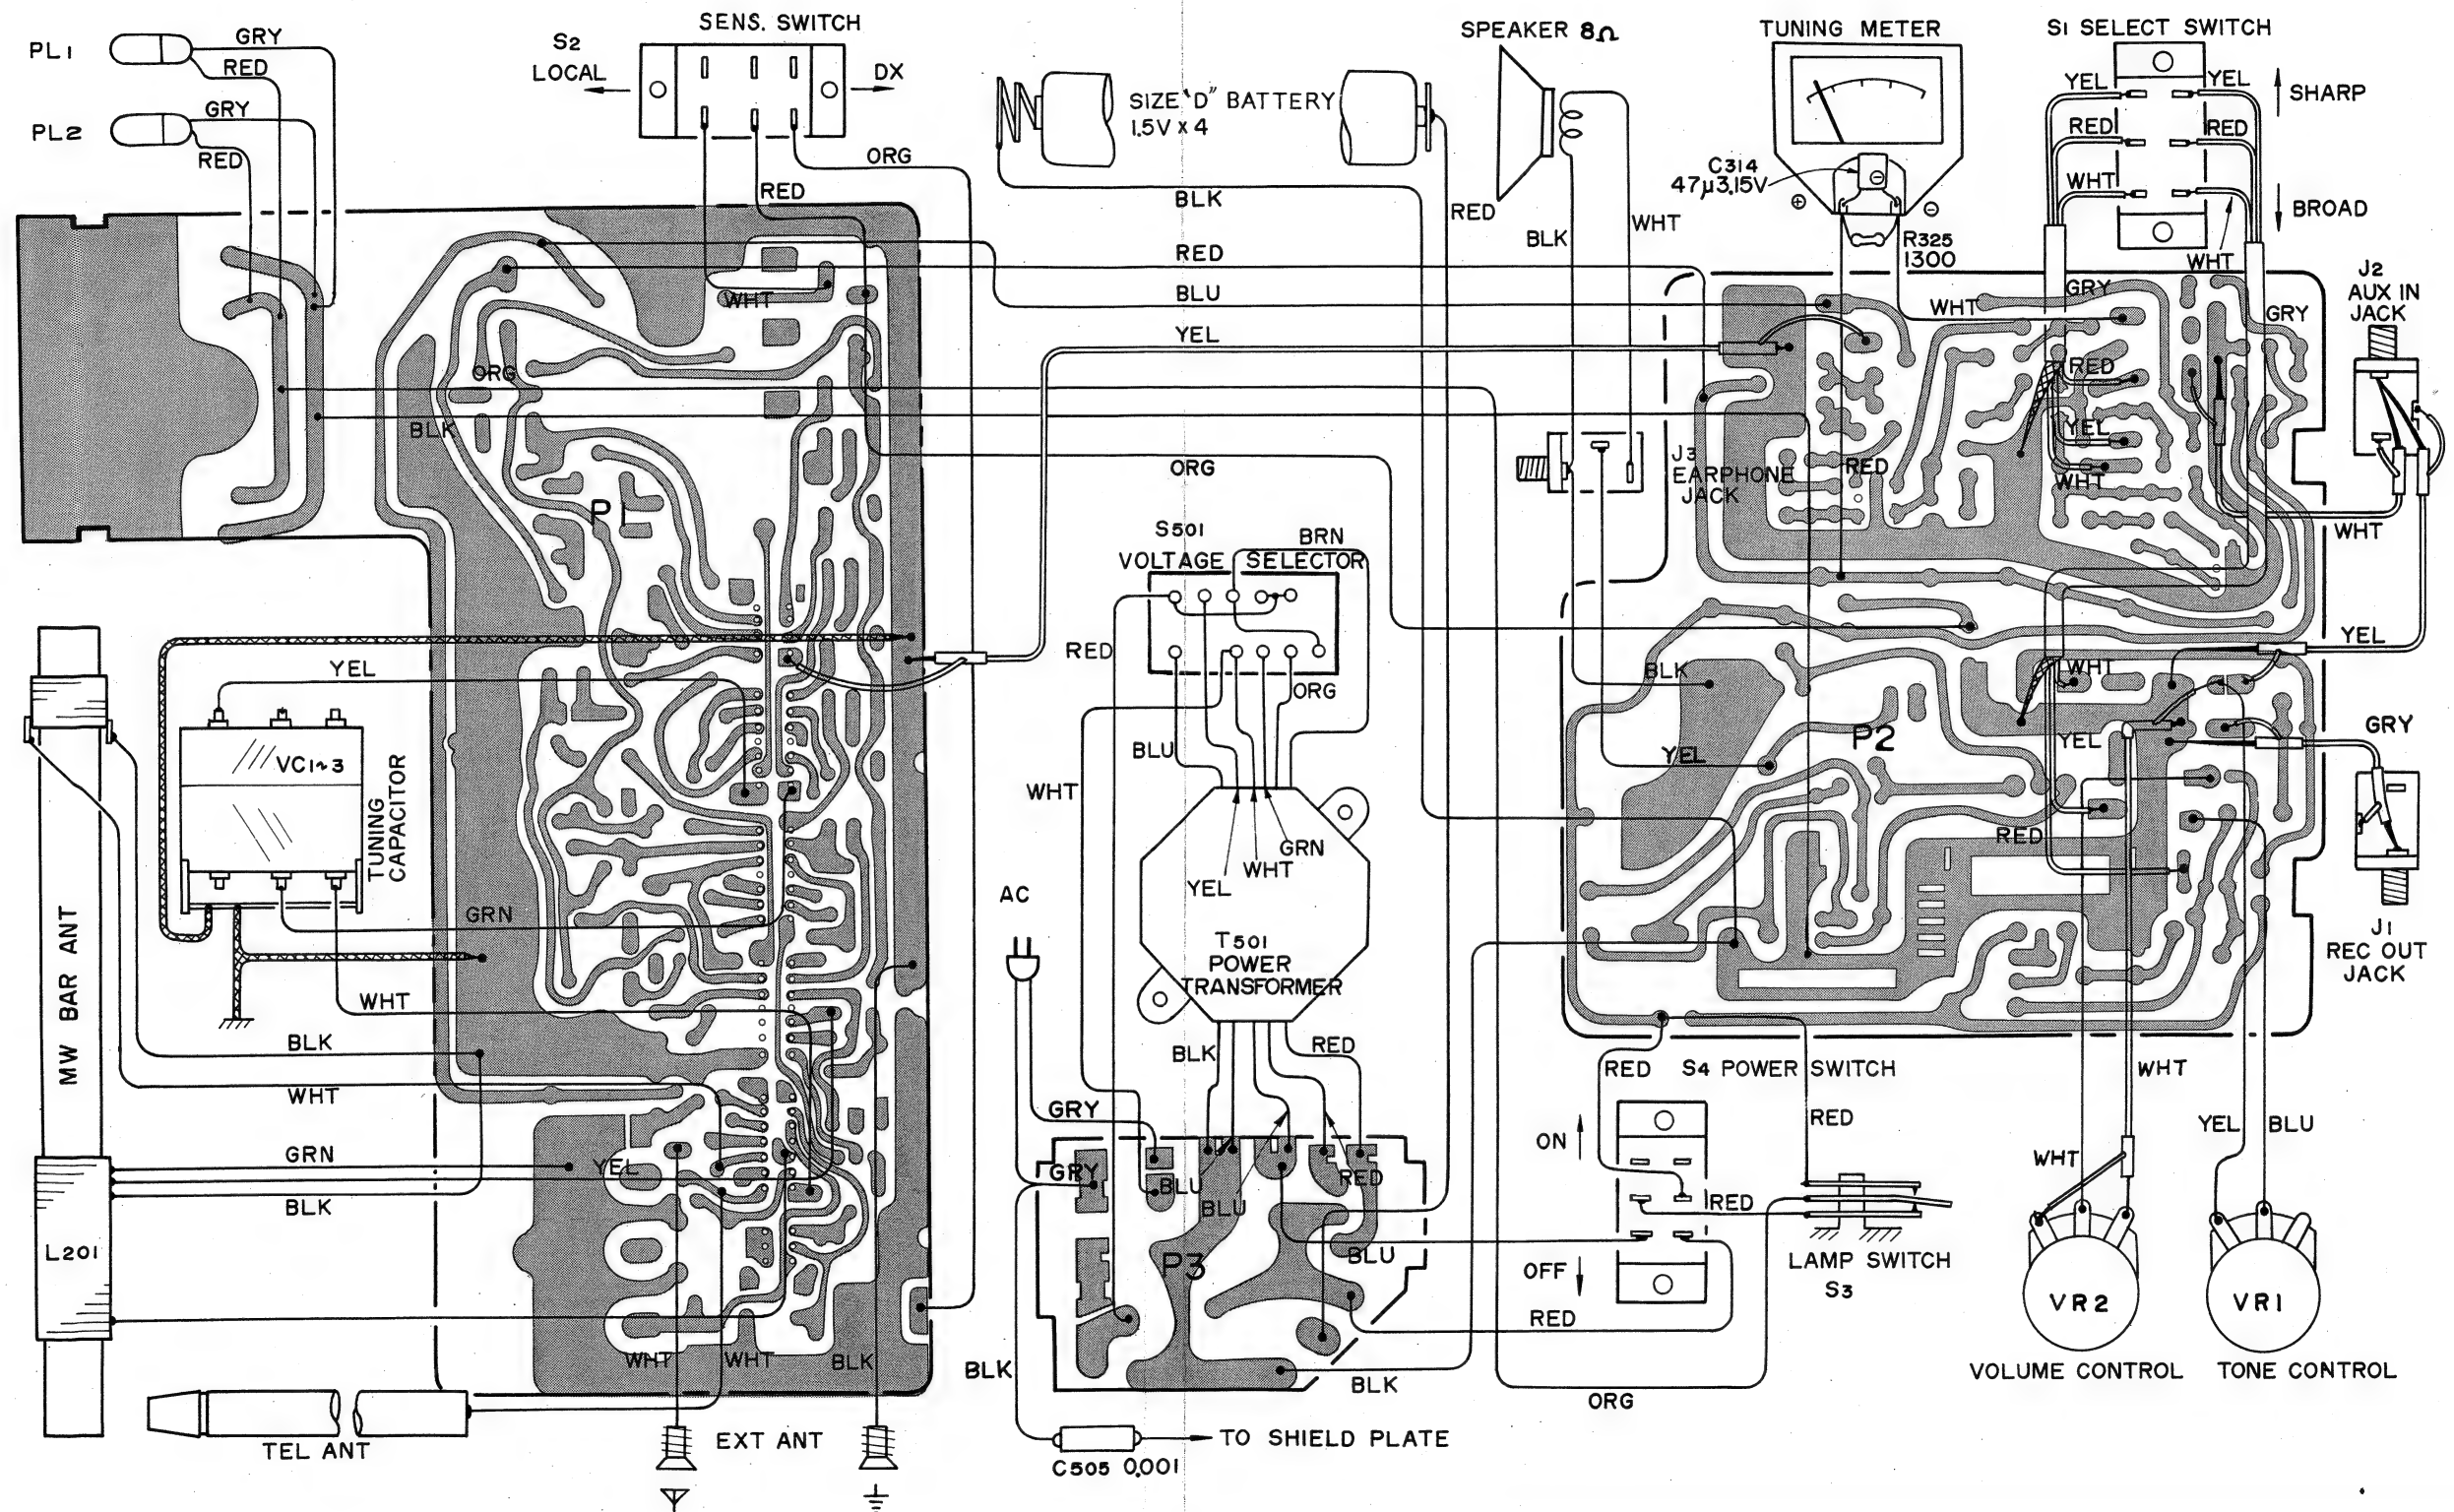 PL1
GRY
RED
PL2
GRY
RED
SENS. SWITCH
S2
LOCAL
DX
ORG
RED
SIZE "D" BATTERY
1.5V x 4
BLK
RED
SPEAKER 8Ω
BLK
WHT
TUNING METER
C314
47μ3.15V
⊕
⊖
R325
1300
S1 SELECT SWITCH
YEL
YEL
SHARP
RED
RED
WHT
BROAD
WHT
RED
BLU
YEL
WHT
ORG
BLK
WHT
GRY
GRY
J2
AUX IN
JACK
RED
YEL
WHT
RED
WHT
J3
EARPHONE
JACK
ORG
P1
S501
VOLTAGE SELECTOR
BRN
RED
ORG
BLU
WHT
GRN
WHT
YEL
T501
POWER
TRANSFORMER
BLK
RED
YEL
VC1~3
TUNING
CAPACITOR
GRN
WHT
BLK
WHT
MW BAR ANT
GRN
YEL
BLK
L201
WHT
WHT
BLK
TEL ANT
EXT ANT
AC
GRY
GRY
BLU
BLU
RED
BLU
P3
BLK
BLK
C505 0.001
TO SHIELD PLATE
BLK
YEL
P2
WHT
YEL
RED
YEL
GRY
J1
REC OUT
JACK
RED
S4 POWER SWITCH
RED
ON
RED
OFF
RED
ORG
LAMP SWITCH
S3
WHT
WHT
YEL
BLU
VR2
VR1
VOLUME CONTROL
TONE CONTROL